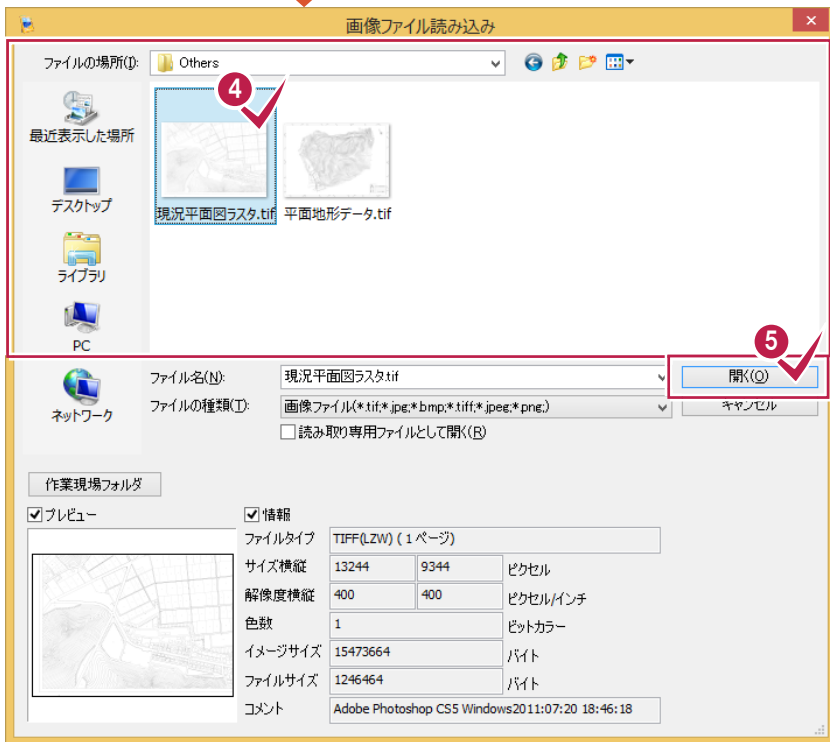 画像ファイル読み込み
×
ファイルの場所(I):
Others
4
最近表示した場所
デスクトップ
ライブラリ
PC
ネットワーク
現況平面図ラスタ.tif
平面地形データ.tif
5
ファイル名(N):
現況平面図ラスタ.tif
開く(O)
ファイルの種類(T):
画像ファイル(*.tif;*.jpg;*.bmp;*.tiff;*.jpeg;*.png;)
キャンセル
読み取り専用ファイルとして開く(R)
作業現場フォルダ
プレビュー
情報
ファイルタイプ TIFF(LZW) ( 1 ページ)
サイズ横縦 13244 9344 ピクセル
解像度横縦 400 400 ピクセル/インチ
色数 1 ビットカラー
イメージサイズ 15473664 バイト
ファイルサイズ 1246464 バイト
コメント Adobe Photoshop CS5 Windows2011:07:20 18:46:18